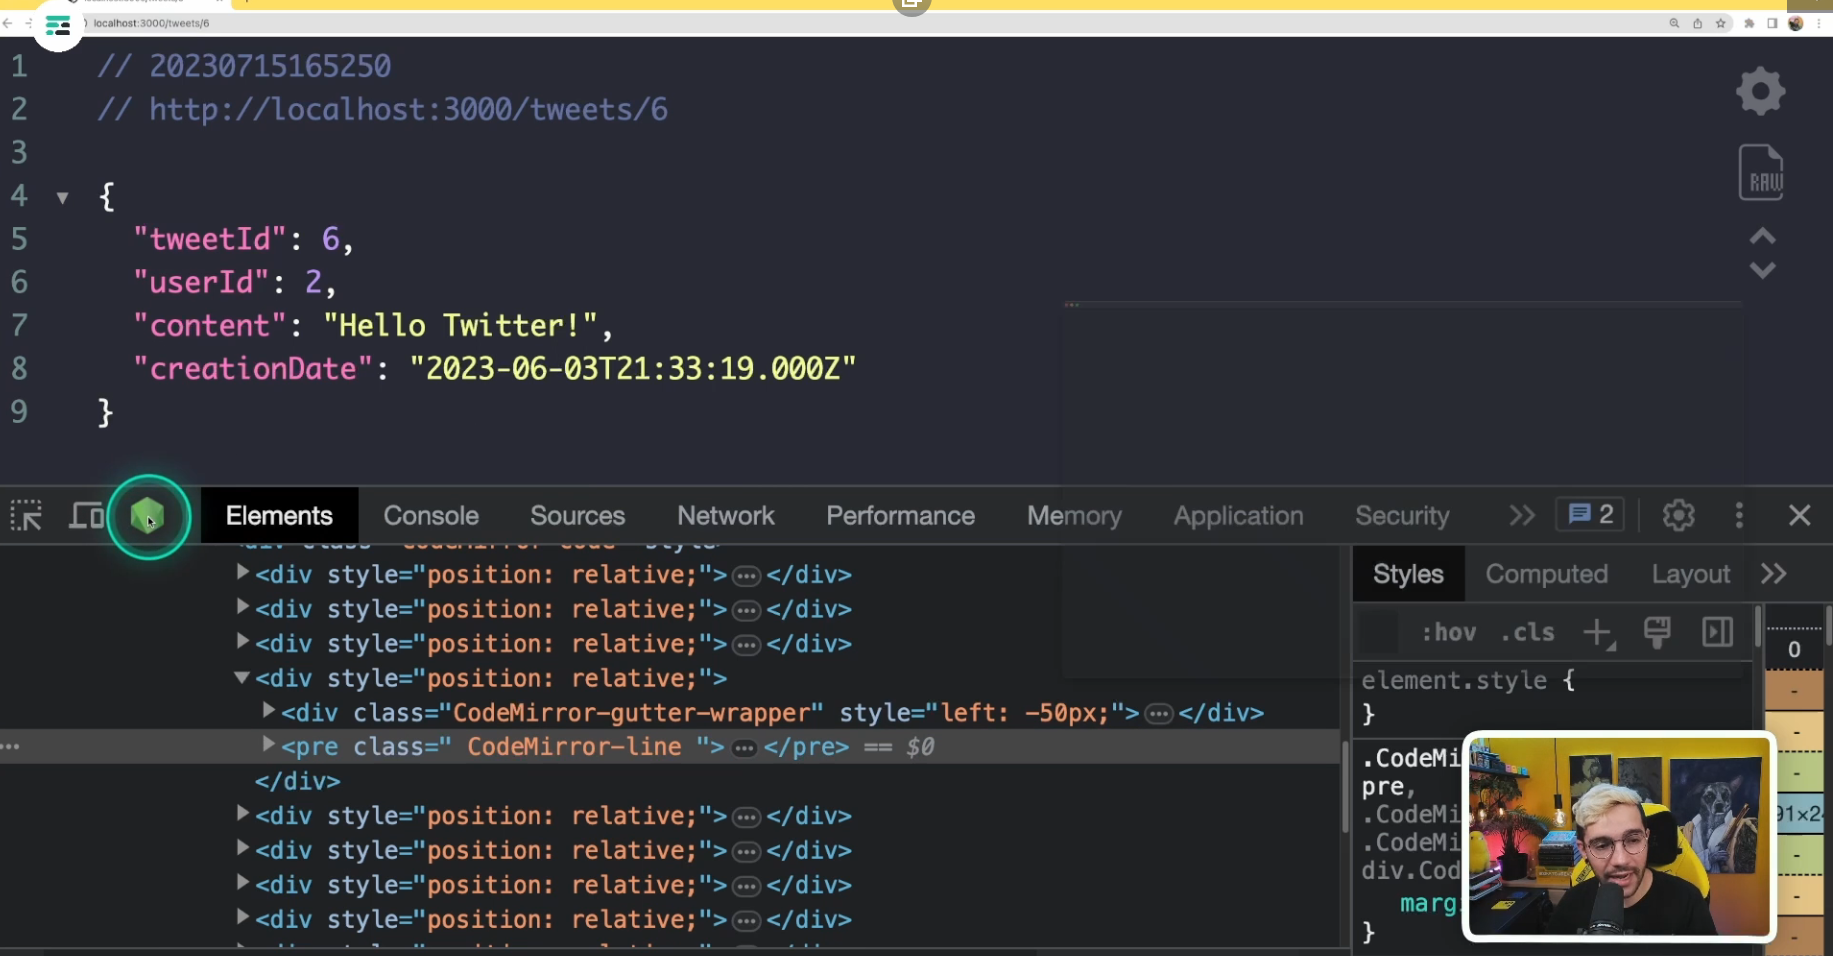 localhost:3000/tweets/6
1 // 20230715165250
2 // http://localhost:3000/tweets/6
3
4 ▼ {
5 "tweetId": 6,
6 "userId": 2,
7 "content": "Hello Twitter!",
8 "creationDate": "2023-06-03T21:33:19.000Z"
9 }
RAW
Elements Console Sources Network Performance Memory Application Security 2
<div style="position: relative;">…</div>
<div style="position: relative;">…</div>
<div style="position: relative;">…</div>
<div style="position: relative;">
<div class="CodeMirror-gutter-wrapper" style="left: -50px;">…</div>
<pre class=" CodeMirror-line ">…</pre> == $0
</div>
<div style="position: relative;">…</div>
<div style="position: relative;">…</div>
<div style="position: relative;">…</div>
<div style="position: relative;">…</div>
Styles Computed Layout
:hov .cls
0
element.style {
}
.CodeMi
pre,
.CodeMi
.CodeMi
div.Cod
marg
}